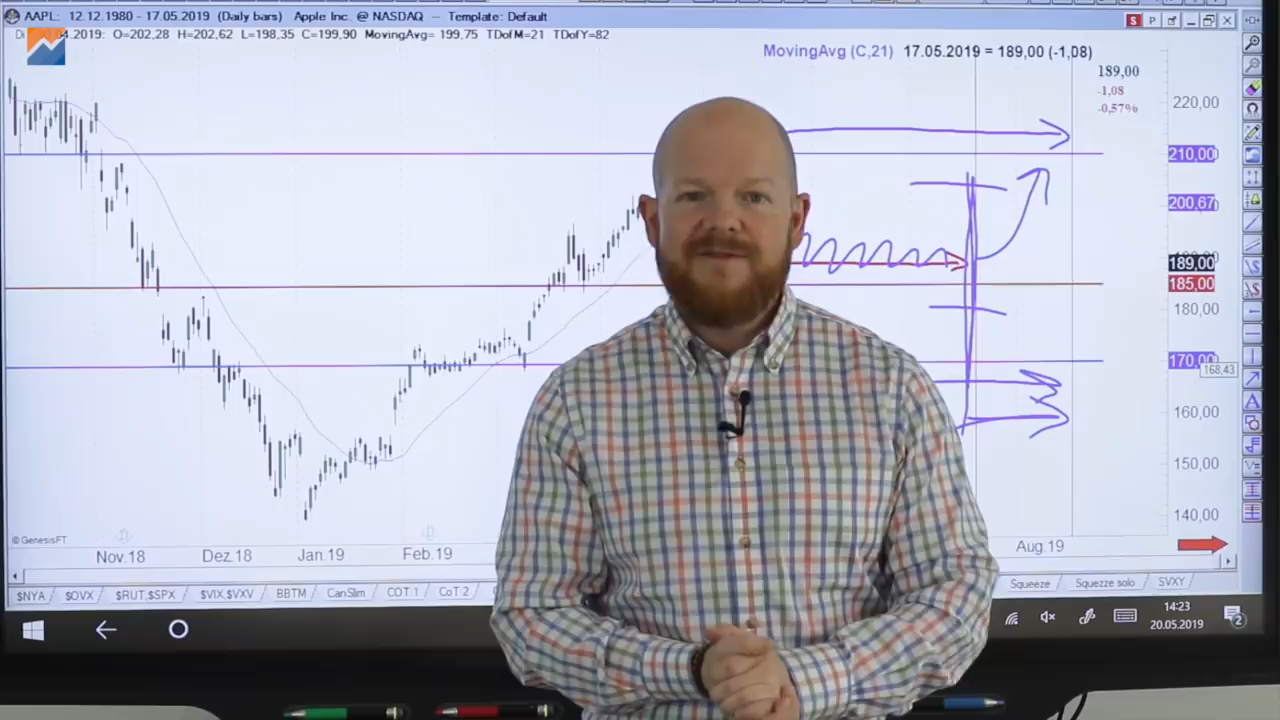 AAPL: 12.12.1980 - 17.05.2019 (Daily bars) Apple Inc. @ NASDAQ — Template: Default
.04.2019: O=202,28 H=202,62 L=198,35 C=199,90 MovingAvg= 199,75 TDofM=21 TDofY=82
MovingAvg (C,21) 17.05.2019 = 189,00 (-1,08)
189,00
-1,08
-0,57%
220,00
210,00
200,67
189,00
185,00
180,00
170,00
168,43
160,00
150,00
140,00
© GenesisFT
Nov.18 Dez.18 Jan.19 Feb.19 Aug.19
$NYA $OVX $RUT,$SPX $VIX,$VXV BBTM CanSlim COT 1 CoT 2 Squeeze Squezze solo SVXY
14:23
20.05.2019
2